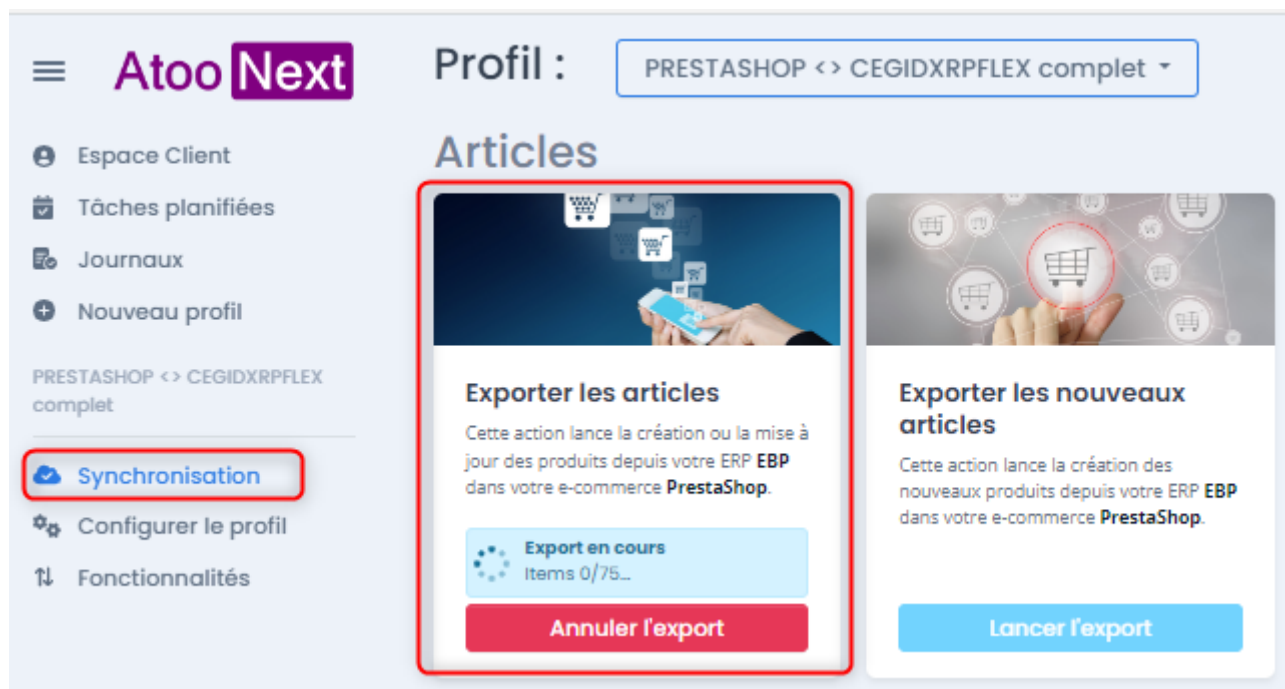 Atoo Next
Profil :
PRESTASHOP <> CEGIDXRPFLEX complet
Espace Client
Tâches planifiées
Journaux
Nouveau profil
PRESTASHOP <> CEGIDXRPFLEX
complet
Synchronisation
Configurer le profil
Fonctionnalités
Articles
Exporter les articles
Cette action lance la création ou la mise à
jour des produits depuis votre ERP EBP
dans votre e-commerce PrestaShop.
Export en cours
Items 0/75...
Annuler l'export
Exporter les nouveaux
articles
Cette action lance la création des
nouveaux produits depuis votre ERP EBP
dans votre e-commerce PrestaShop.
Lancer l'export